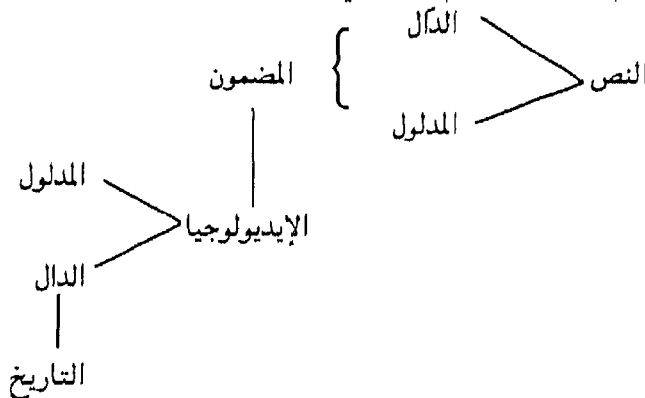 الدال
النص
المضمون
المدلول
المدلول
الإيديولوجيا
الدال
التاريخ